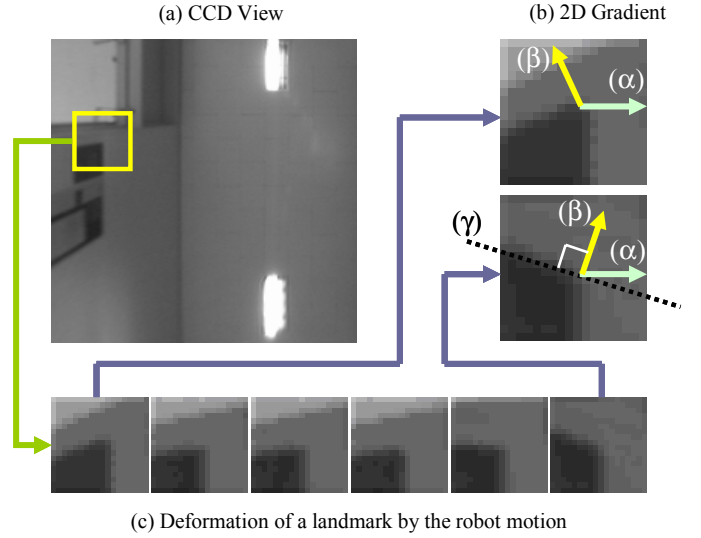 (a) CCD View
(b) 2D Gradient
(β)
(α)
(γ)
(β)
(α)
(c) Deformation of a landmark by the robot motion